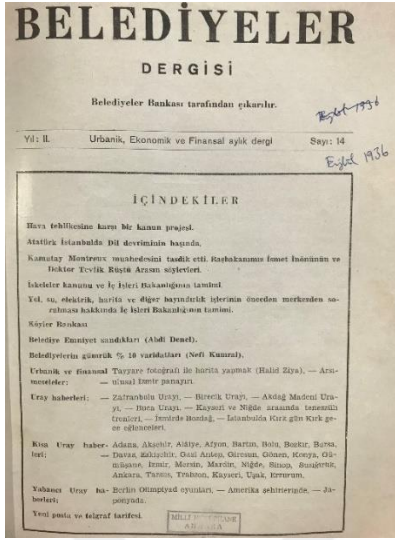 BELEDİYELER
DERGİSİ
Belediyeler Bankası tarafından çıkarılır.
Eylül 1936
Yıl: II. Urbanik, Ekonomik ve Finansal aylık dergi Sayı: 14
Eylül 1936
İÇİNDEKİLER
Hava tehlikesine karşı bir kanun projesi.
Atatürk İstanbulda Dil devriminin başında.
Kamutay Montreux muahedesini tasdik etti. Başbakanımız İsmet İnönünün ve
Doktor Tevfik Rüştü Arasın söylevleri.
İskeleler kanunu ve İç İşleri Bakanlığının tamimi.
Yol, su, elektrik, harita ve diğer bayındırlık işlerinin önceden merkezden so-
rulması hakkında İç İşleri Bakanlığının tamimi.
Köyler Bankası
Belediye Emniyet sandıkları (Abdi Denel).
Belediyelerin gümrük % 10 varidatları (Nefi Kamural).
Urbanik ve finansal Tayyare fotoğrafı ile harita yapmak (Halid Ziya), — Arsı-
meseleler; — ulusal İzmir panayırı.
Uray haberleri; — Zafranbulu Urayı, — Birecik Urayı, — Akdağ Madeni Ura-
yı, — Buca Urayı, — Kayseri ve Niğde arasında tenezzüh
trenleri, — İzmirde Bozdağ, — İstanbulda Kırk gün Kırk ge-
ce eğlenceleri.
Kısa Uray haber- Adana, Akşehir, Alâiye, Afyon, Bartin, Bolu, Bozkır, Bursa,
leri; — Davas, Eskişehir, Gazi Antep, Giresun, Gönen, Konya, Gü-
müşane, İzmir, Mersin, Mardin, Niğde, Sinop, Susığırlık,
Ankara, Tarsus, Trabzon, Kayseri, Uşak, Erzurum.
Yabancı Uray ha- Berlin Olimpiyad oyunları, — Amerika şehirlerinde, — Ja-
berleri; — ponyada.
Yeni posta ve telgraf tarifesi.
MİLLİ KÜTÜPHANE
ANKARA